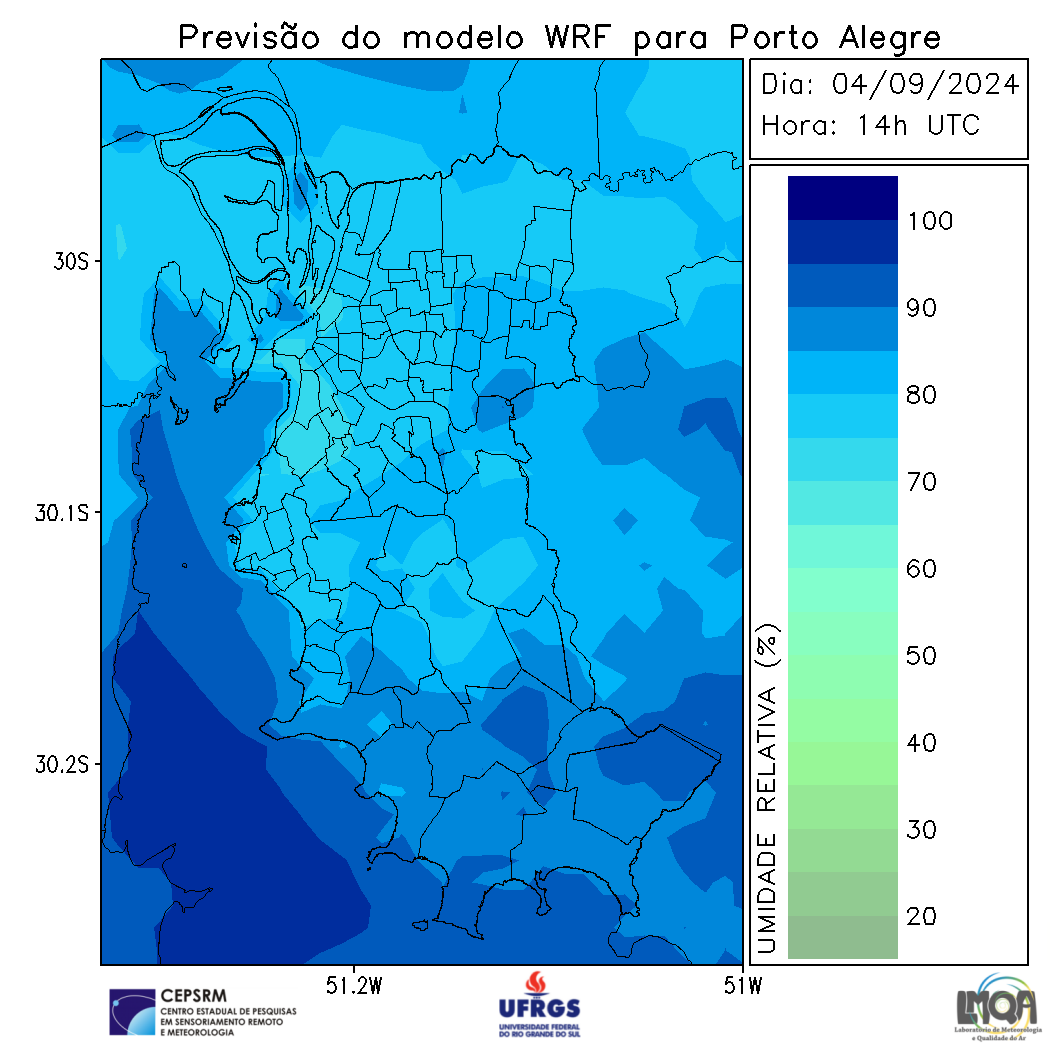 Previsão do modelo WRF para Porto Alegre
Dia: 04/09/2024
Hora: 14h UTC
30S
30.1S
30.2S
51.2W
51W
100
90
80
70
60
50
40
30
20
UMIDADE RELATIVA (%)
CEPSRM
CENTRO ESTADUAL DE PESQUISAS
EM SENSORIAMENTO REMOTO
E METEOROLOGIA
UFRGS
UNIVERSIDADE FEDERAL
DO RIO GRANDE DO SUL
LMQA
Laboratório de Meteorologia
e Qualidade do Ar